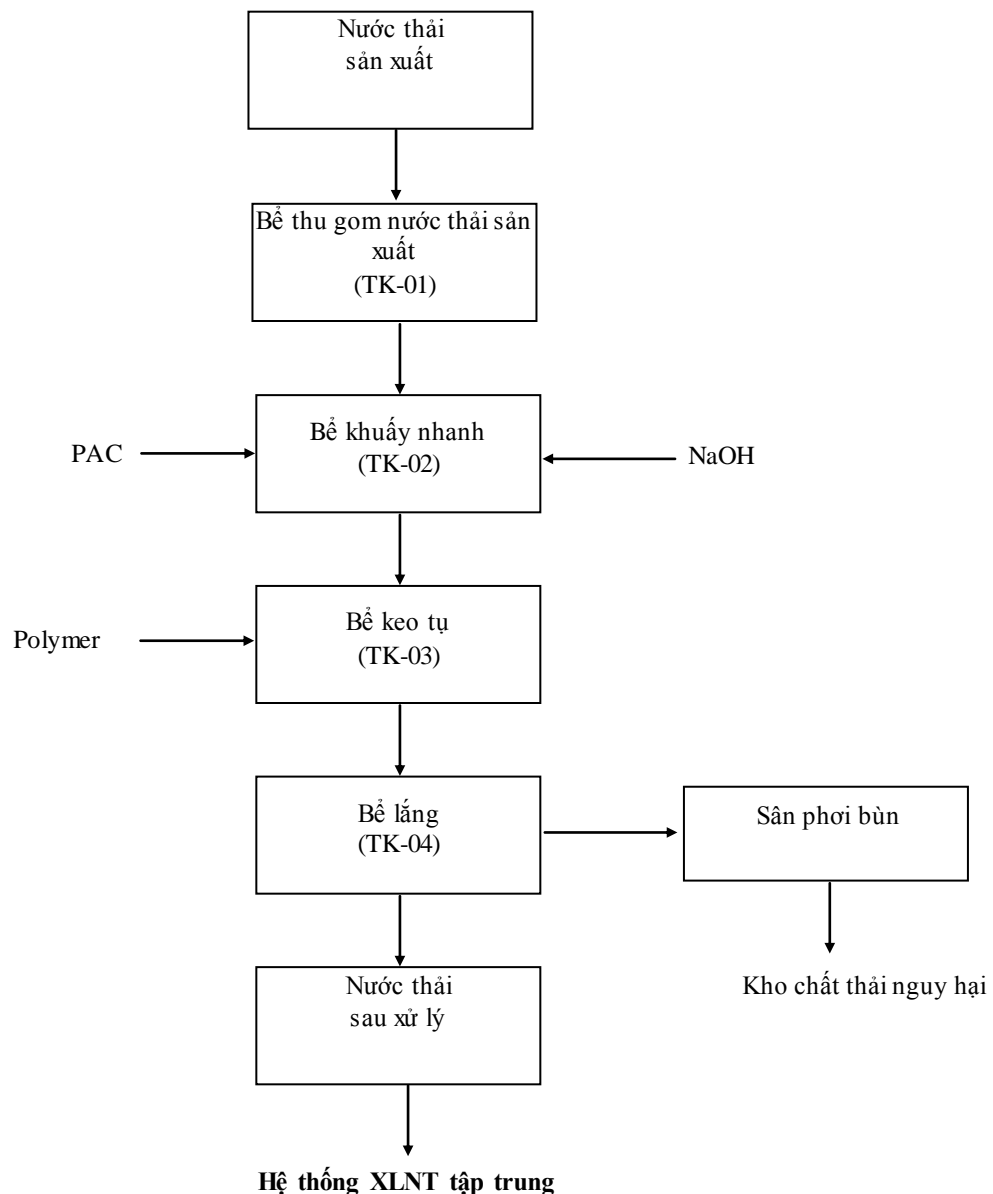 Nước thải
sản xuất
Bể thu gom nước thải sản
xuất
(TK-01)
Bể khuấy nhanh
(TK-02)
PAC
NaOH
Bể keo tụ
(TK-03)
Polymer
Bể lắng
(TK-04)
Sân phơi bùn
Nước thải
sau xử lý
Kho chất thải nguy hại
Hệ thống XLNT tập trung